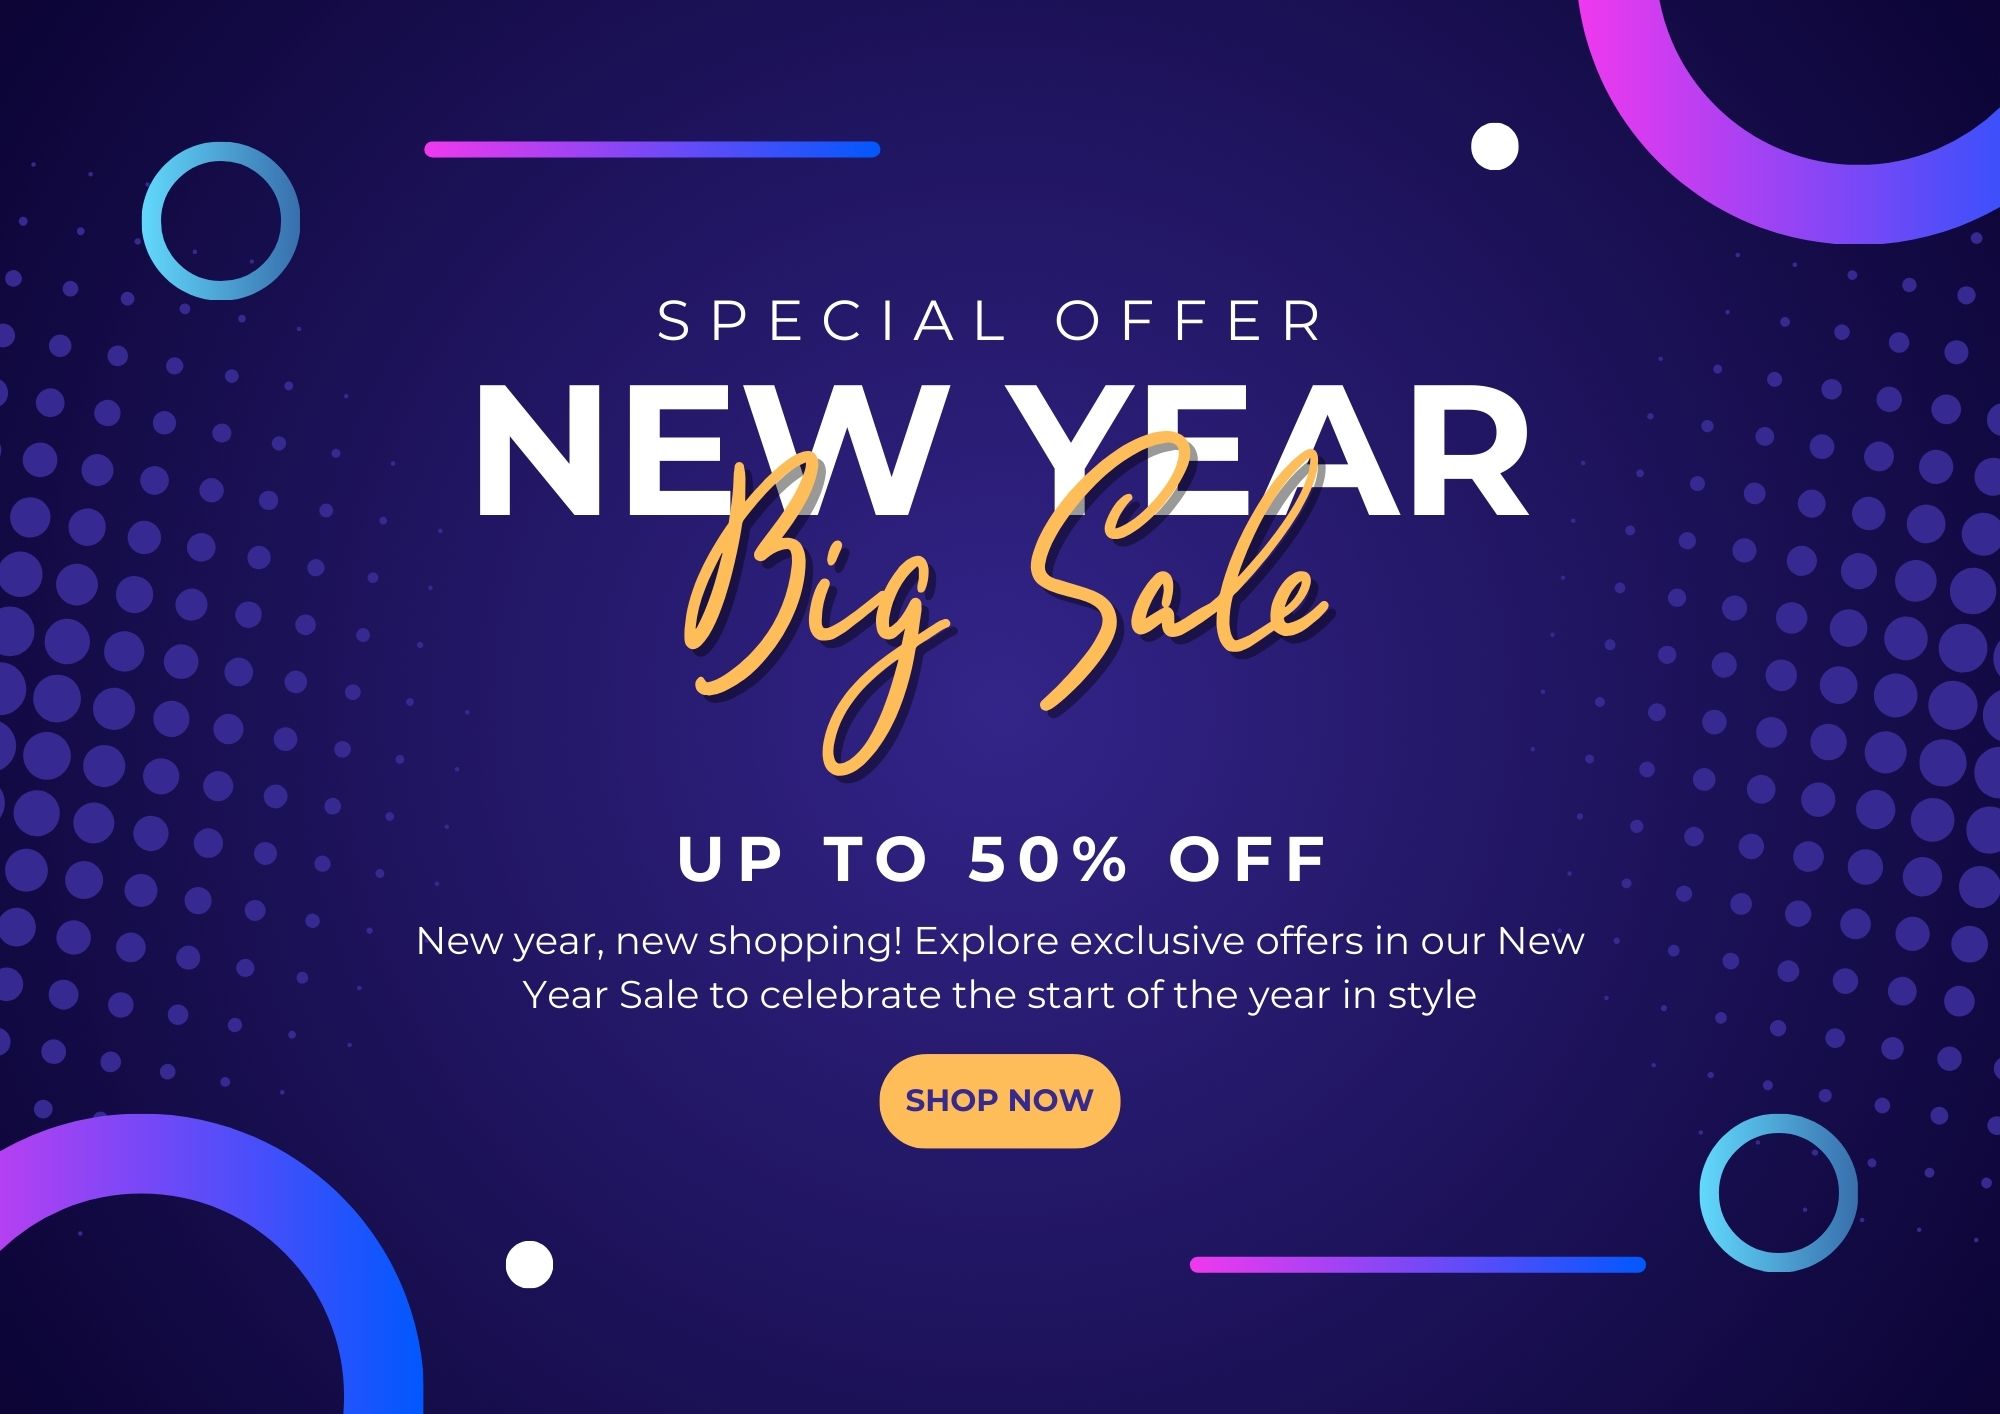 SPECIAL OFFER
NEW YEAR
Big Sale
UP TO 50% OFF
New year, new shopping! Explore exclusive offers in our New
Year Sale to celebrate the start of the year in style
SHOP NOW